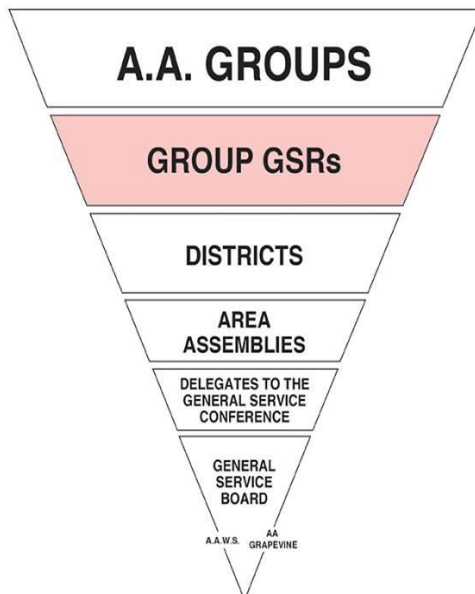 A.A. GROUPS
GROUP GSRs
DISTRICTS
AREA
ASSEMBLIES
DELEGATES TO THE
GENERAL SERVICE
CONFERENCE
GENERAL
SERVICE
BOARD
A.A.W.S.
AA
GRAPEVINE